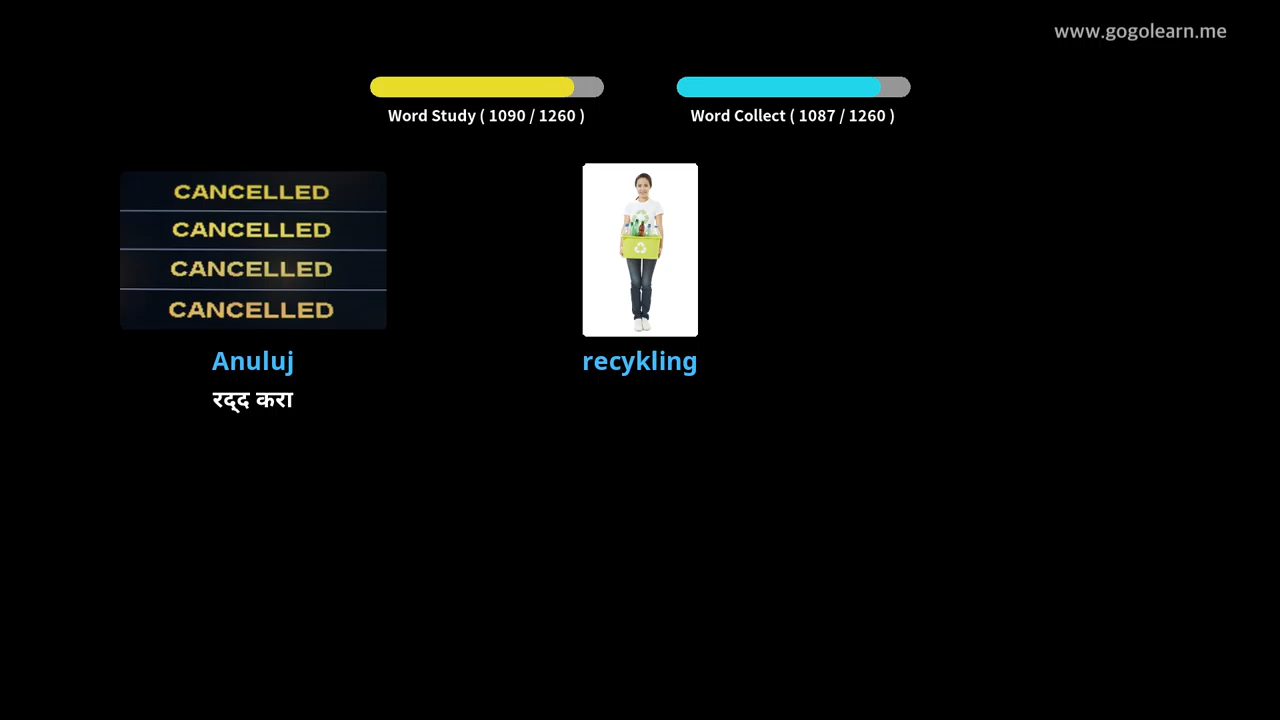 www.gogolearn.me
Word Study ( 1090 / 1260 )
Word Collect ( 1087 / 1260 )
CANCELLED
CANCELLED
CANCELLED
CANCELLED
Anuluj
रद्द करा
recykling